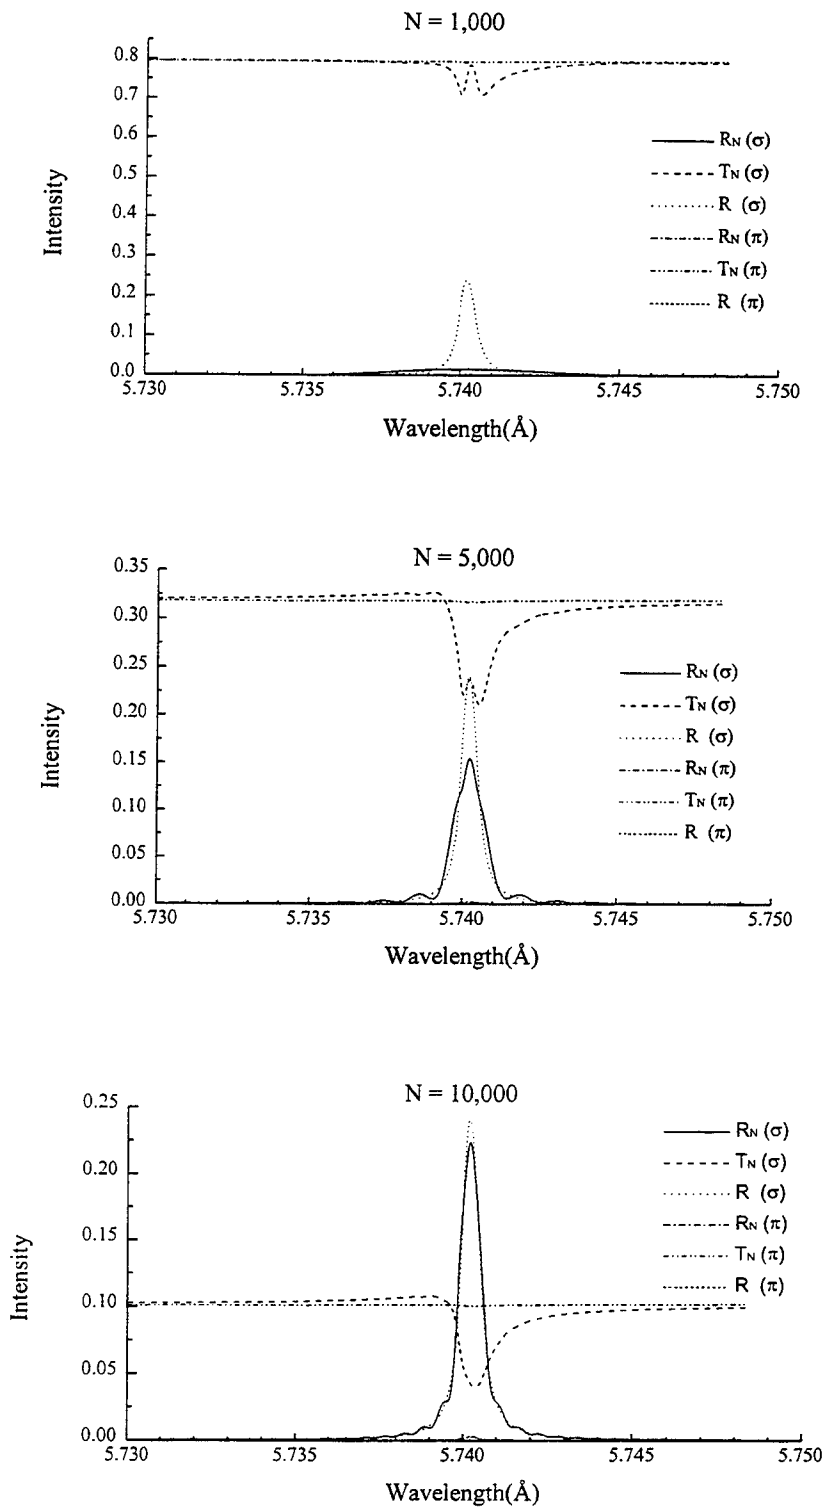 N = 1,000
0.8
0.7
0.6
0.5
0.4
0.3
0.2
0.1
0.0
Intensity
RN (σ)
TN (σ)
R (σ)
RN (π)
TN (π)
R (π)
5.730 5.735 5.740 5.745 5.750
Wavelength(Å)
N = 5,000
0.35
0.30
0.25
0.20
0.15
0.10
0.05
0.00
Intensity
RN (σ)
TN (σ)
R (σ)
RN (π)
TN (π)
R (π)
5.730 5.735 5.740 5.745 5.750
Wavelength(Å)
N = 10,000
0.25
0.20
0.15
0.10
0.05
0.00
Intensity
RN (σ)
TN (σ)
R (σ)
RN (π)
TN (π)
R (π)
5.730 5.735 5.740 5.745 5.750
Wavelength(Å)